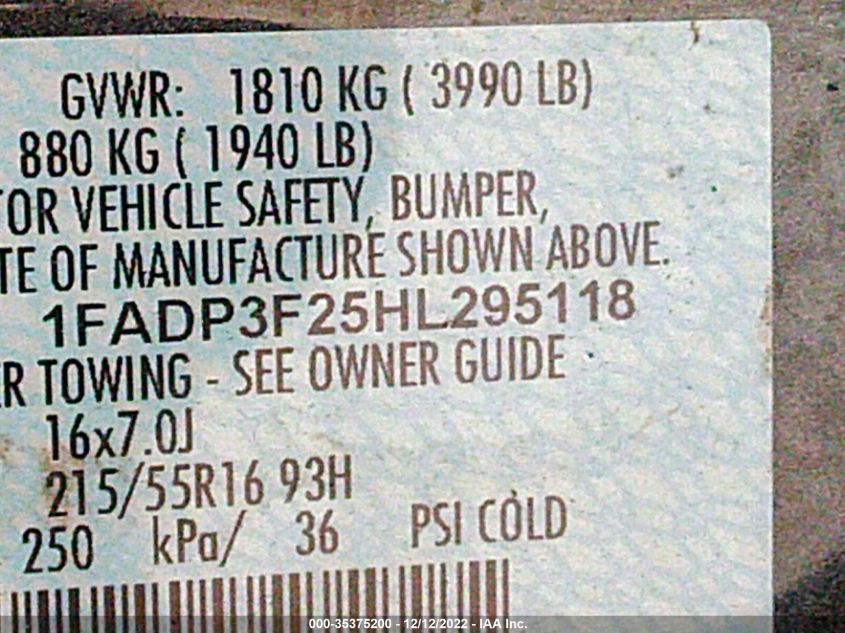 GVWR: 1810 KG ( 3990 LB)
880 KG ( 1940 LB)
TOR VEHICLE SAFETY, BUMPER,
TE OF MANUFACTURE SHOWN ABOVE.
1FADP3F25HL295118
ER TOWING - SEE OWNER GUIDE
16x7.0J
215/55R16 93H
250 kPa/ 36 PSI COLD
000-35375200 - 12/12/2022 - IAA Inc.